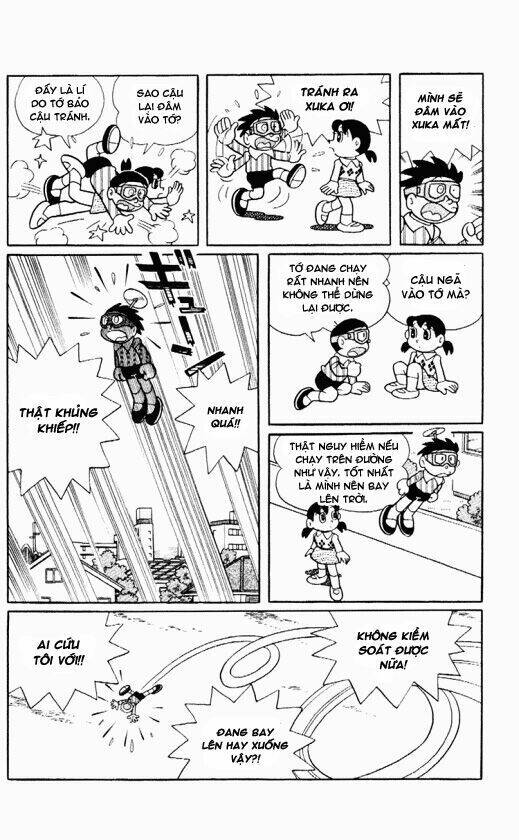 MÌNH SẼ
ĐÂM VÀO
XUKA MẤT!
TRÁNH RA
XUKA ƠI!
SAO CẬU
LẠI ĐÂM
VÀO TỚ?
ĐẤY LÀ LÍ
DO TỚ BẢO
CẬU TRÁNH.
CẬU NGÃ
VÀO TỚ MÀ?
TỚ ĐANG CHẠY
RẤT NHANH NÊN
KHÔNG THỂ DỪNG
LẠI ĐƯỢC.
THẬT NGUY HIỂM NẾU
CHẠY TRÊN ĐƯỜNG
NHƯ VẬY. TỐT NHẤT
LÀ MÌNH NÊN BAY
LÊN TRỜI.
NHANH
QUÁ!!
THẬT KHỦNG
KHIẾP!!
KHÔNG KIỂM
SOÁT ĐƯỢC
NỮA!
ĐANG BAY
LÊN HAY XUỐNG
VẬY?!
AI CỨU
TÔI VỚI!!